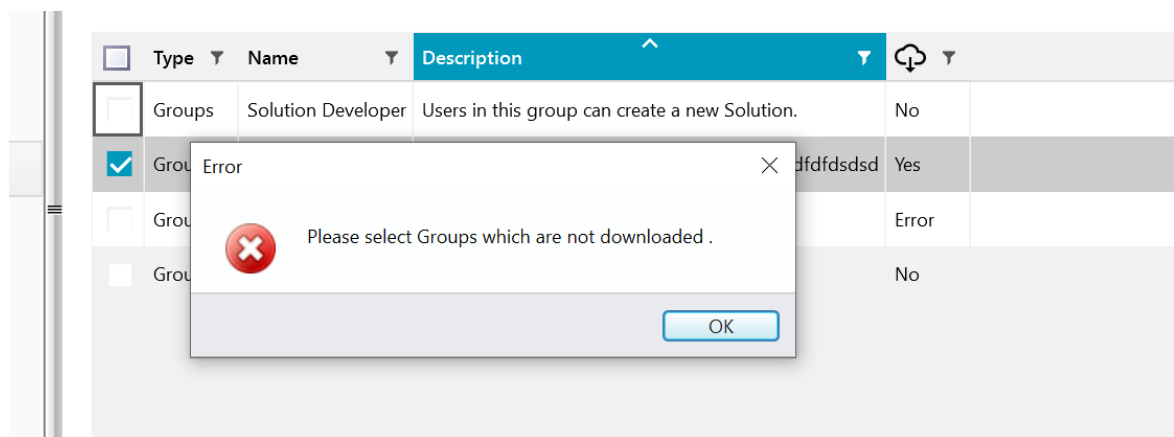 Type Name Description
Groups Solution Developer Users in this group can create a new Solution. No
dfdfdsdsd Yes
Error
Error
Please select Groups which are not downloaded .
No
OK